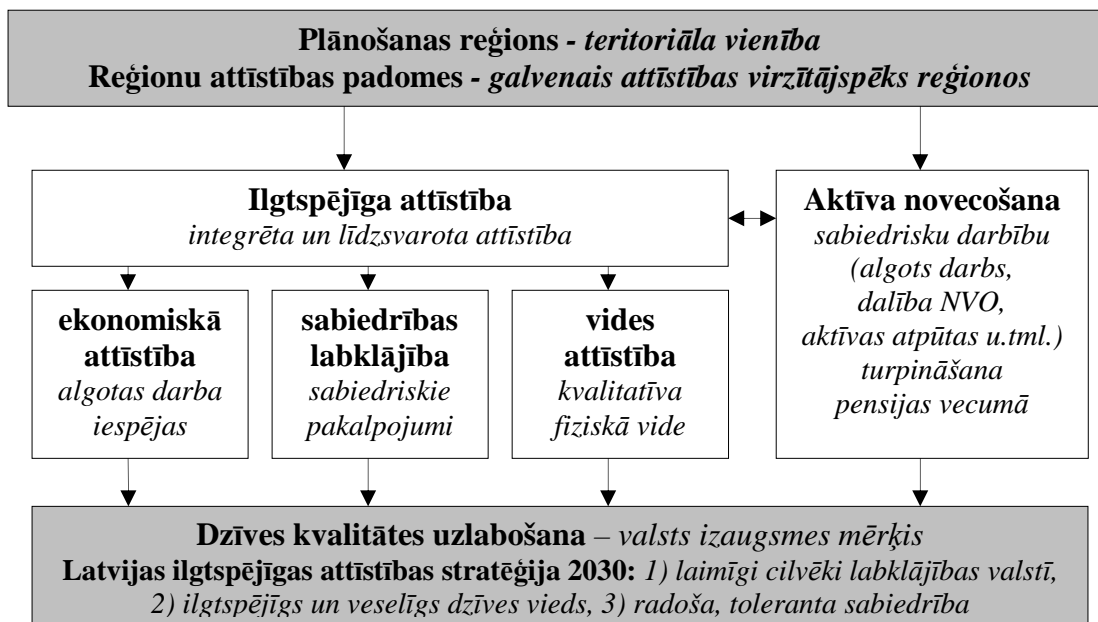 Plānošanas reģions - teritoriāla vienība
Reģionu attīstības padomes - galvenais attīstības virzītājspēks reģionos
Ilgtspējīga attīstība
integrēta un līdzsvarota attīstība
Aktīva novecošana
sabiedrisku darbību
(algots darbs,
dalība NVO,
aktīvas atpūtas u.tml.)
turpināšana
pensijas vecumā
ekonomiskā
attīstība
algotas darba
iespējas
sabiedrības
labklājība
sabiedriskie
pakalpojumi
vides
attīstība
kvalitatīva
fiziskā vide
Dzīves kvalitātes uzlabošana – valsts izaugsmes mērķis
Latvijas ilgtspējīgas attīstības stratēģija 2030: 1) laimīgi cilvēki labklājības valstī,
2) ilgtspējīgs un veselīgs dzīves vieds, 3) radoša, toleranta sabiedrība